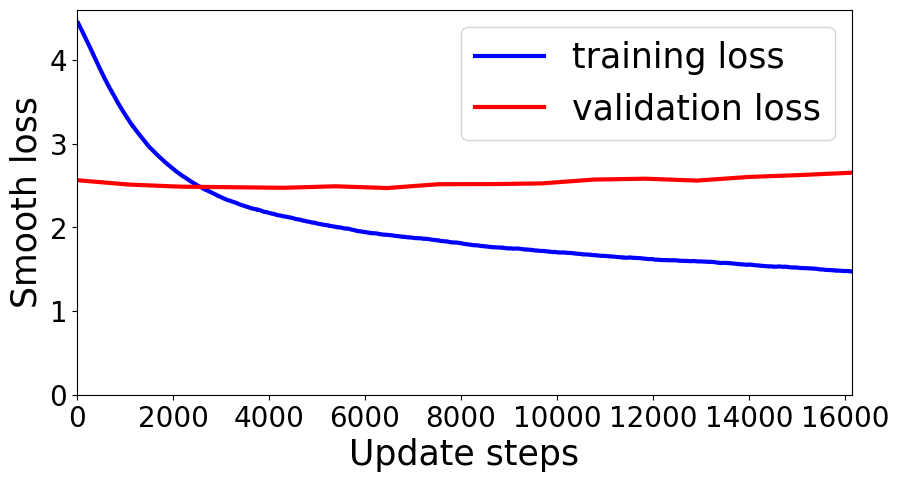 training loss
validation loss
Smooth loss
4
3
2
1
0
0 2000 4000 6000 8000 10000 12000 14000 16000
Update steps